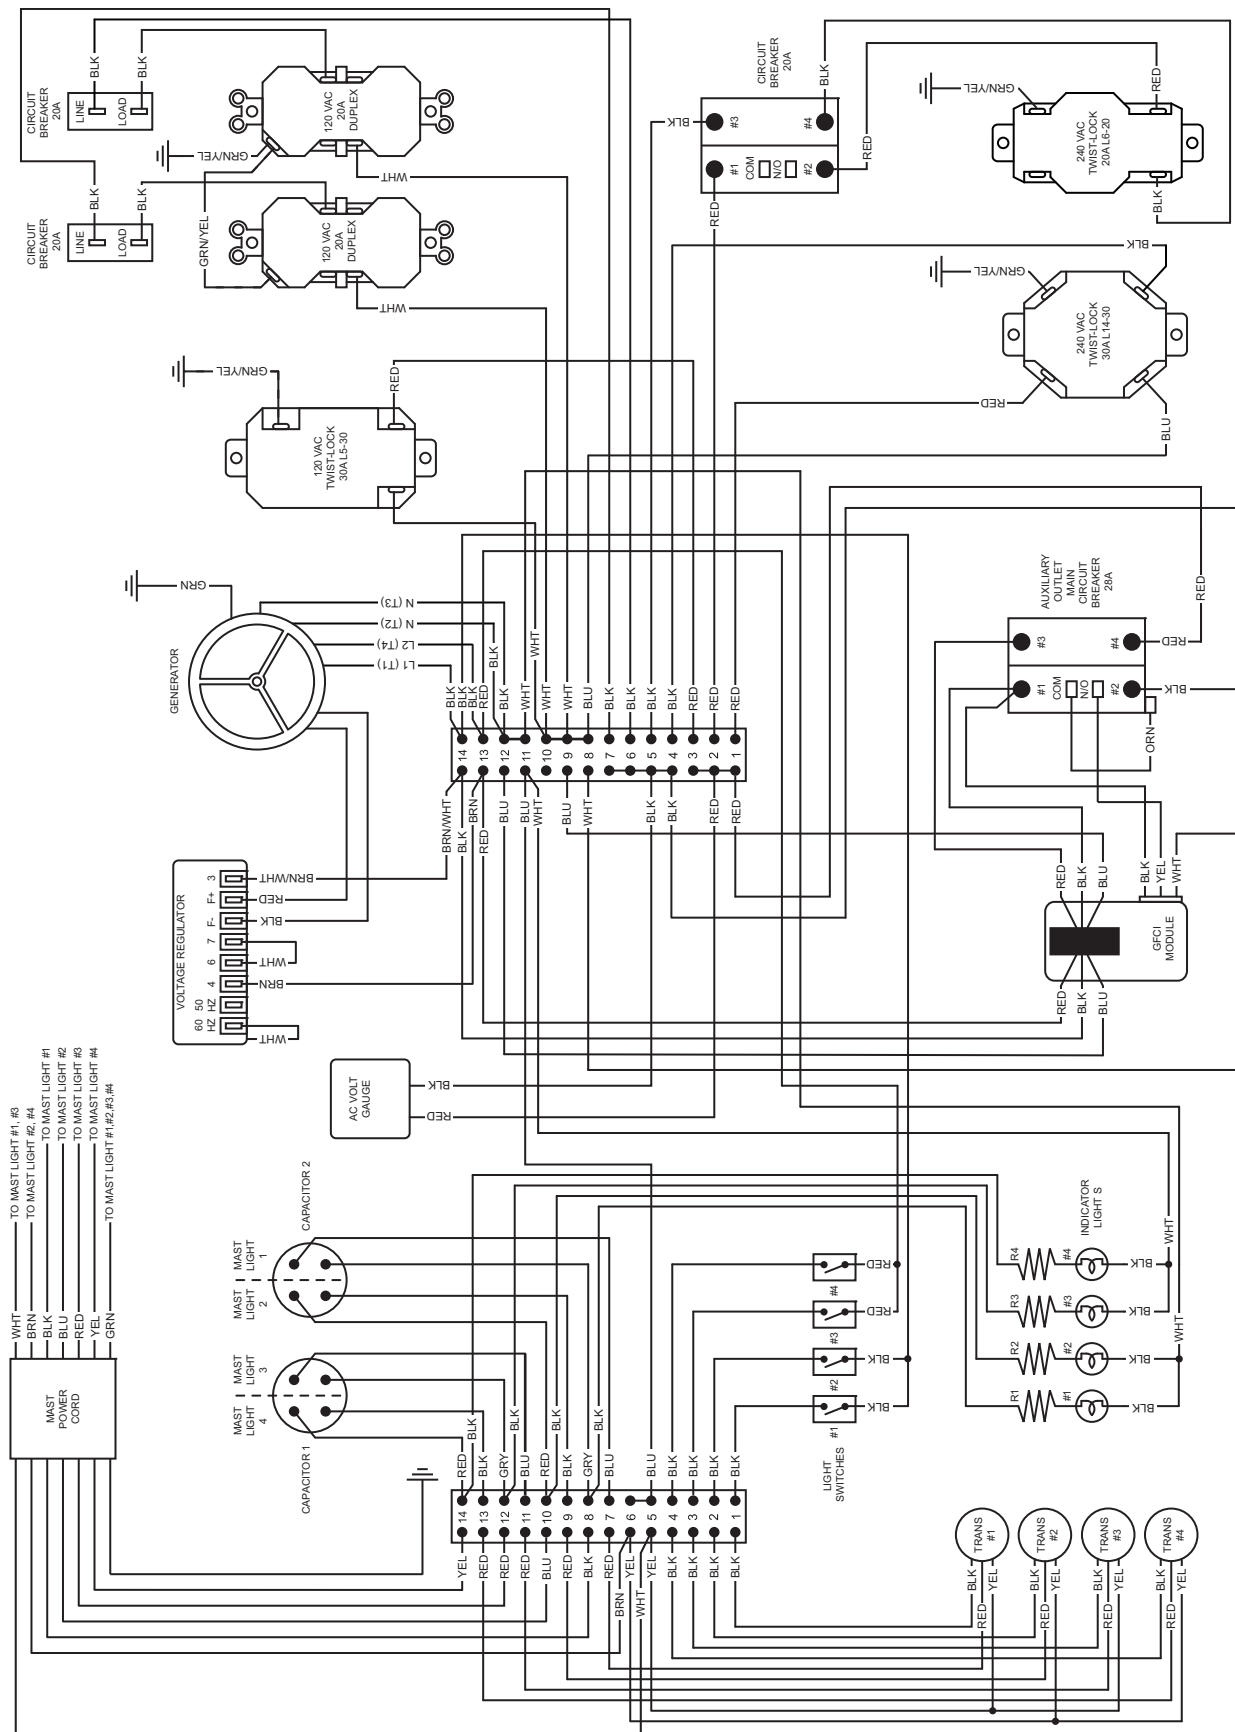 CIRCUIT
BREAKER
20A
LINE
LOAD
BLK
BLK
120 VAC
20A
DUPLEX
GRN/YEL
WHT
CIRCUIT
BREAKER
20A
LINE
LOAD
BLK
BLK
GRN/YEL
120 VAC
20A
DUPLEX
WHT
CIRCUIT
BREAKER
20A
BLK
#3
#4
#1
COM
N/O
#2
BLK
RED
RED
RED
GRN/YEL
240 VAC
TWIST-LOCK
20A L6-20
BLK
GRN/YEL
BLK
240 VAC
TWIST-LOCK
30A L14-30
RED
BLU
GRN/YEL
RED
120 VAC
TWIST-LOCK
30A L5-30
WHT
GENERATOR
GRN
N (T3)
N (T2)
L2 (T4)
L1 (T1)
BLK
BLK
BLK
BLK
RED
BLK
WHT
WHT
WHT
BLU
BLK
BLK
BLK
BLK
RED
RED
RED
14
13
12
11
10
9
8
7
6
5
4
3
2
1
BRN/WHT
BLK
BRN
RED
BLU
BLU
WHT
BLU
WHT
BLK
BLK
RED
RED
AUXILIARY
OUTLET
MAIN
CIRCUIT
BREAKER
28A
#3
#4
#1
COM
N/O
#2
RED
RED
BLK
ORN
RED
BLK
BLU
BLK
YEL
WHT
GFCI
MODULE
RED
BLK
BLU
VOLTAGE REGULATOR
3
F+
F-
7
6
4
50
HZ
60
HZ
BRN/WHT
RED
BLK
WHT
BRN
WHT
AC VOLT
GAUGE
BLK
RED
TO MAST LIGHT #1, #3
TO MAST LIGHT #2, #4
TO MAST LIGHT #1
TO MAST LIGHT #2
TO MAST LIGHT #3
TO MAST LIGHT #4
TO MAST LIGHT #1,#2,#3,#4
WHT
BRN
BLK
BLU
RED
YEL
GRN
MAST
POWER
CORD
CAPACITOR 2
MAST
LIGHT
1
MAST
LIGHT
2
MAST
LIGHT
3
MAST
LIGHT
4
CAPACITOR 1
RED
BLK
BLK
GRY
BLK
BLU
RED
BLK
BLK
GRY
BLK
BLU
BLU
BLK
BLK
BLK
BLK
14
13
12
11
10
9
8
7
6
5
4
3
2
1
YEL
RED
RED
RED
BLU
RED
BLK
RED
BRN
YEL
WHT
YEL
BLK
BLK
BLK
BLK
#4
RED
#3
RED
#2
BLK
#1
BLK
LIGHT
SWITCHES
INDICATOR
LIGHT S
R4
#4
BLK
WHT
R3
#3
BLK
R2
#2
BLK
WHT
R1
#1
BLK
TRANS
#1
BLK
RED
YEL
TRANS
#2
BLK
RED
YEL
TRANS
#3
BLK
RED
YEL
TRANS
#4
BLK
RED
YEL